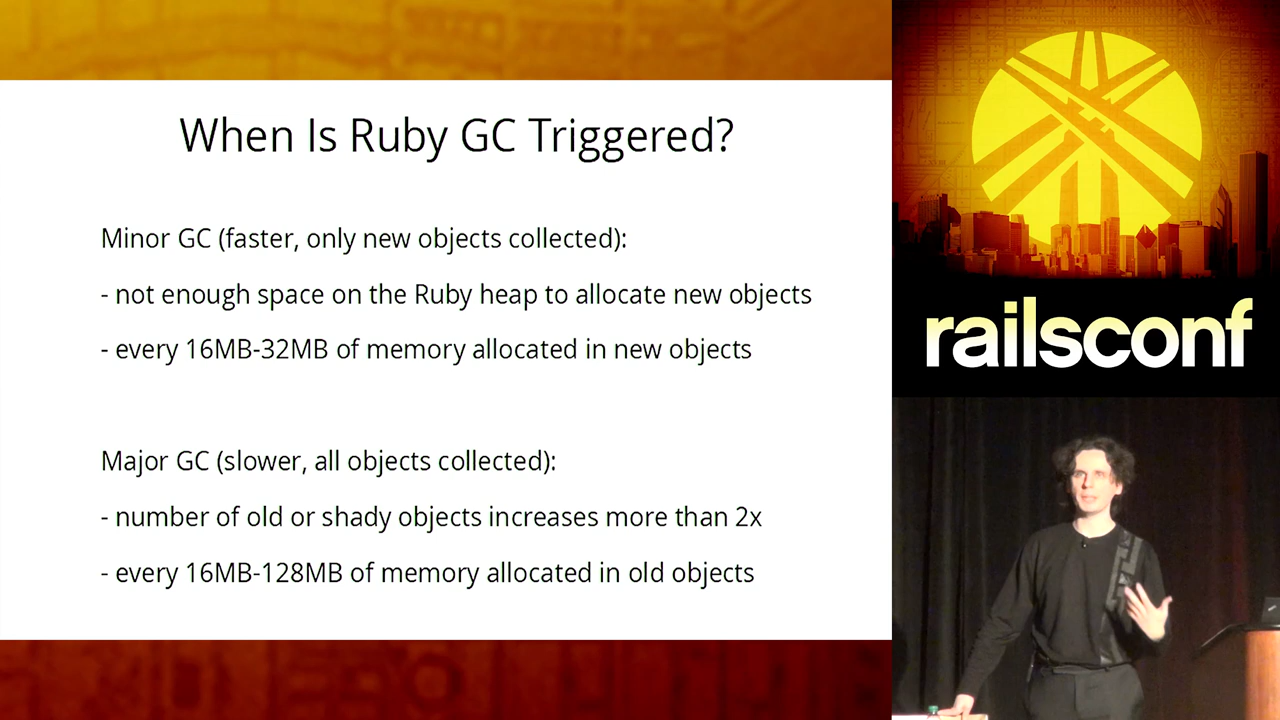 When Is Ruby GC Triggered?
Minor GC (faster, only new objects collected):
- not enough space on the Ruby heap to allocate new objects
- every 16MB-32MB of memory allocated in new objects
Major GC (slower, all objects collected):
- number of old or shady objects increases more than 2x
- every 16MB-128MB of memory allocated in old objects
railsconf